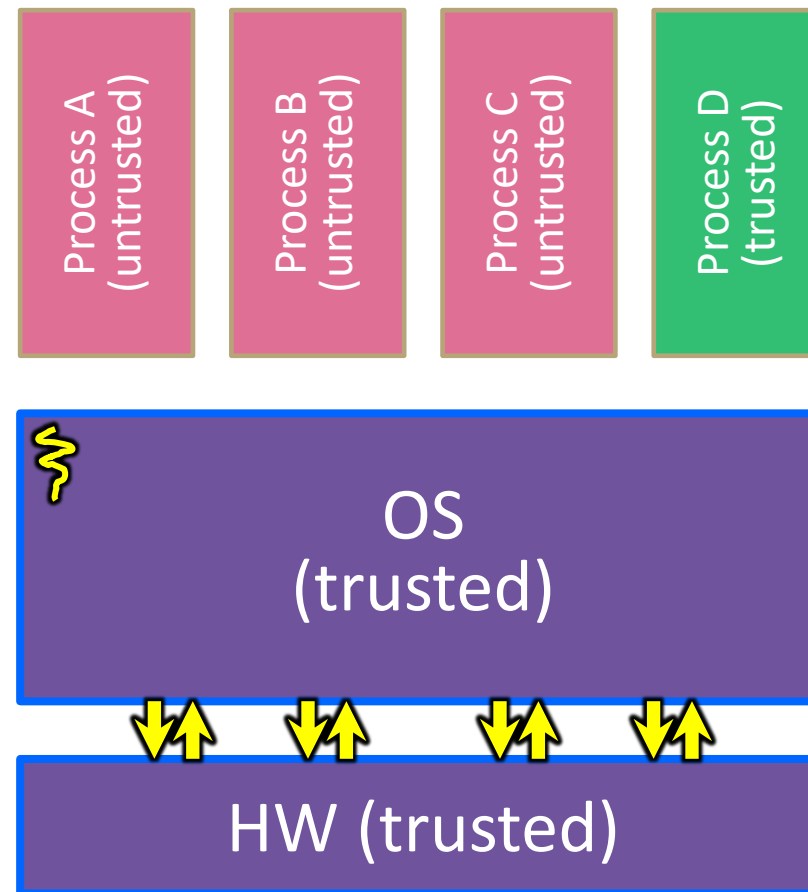 Process A
(untrusted)
Process B
(untrusted)
Process C
(untrusted)
Process D
(trusted)
OS
(trusted)
HW (trusted)